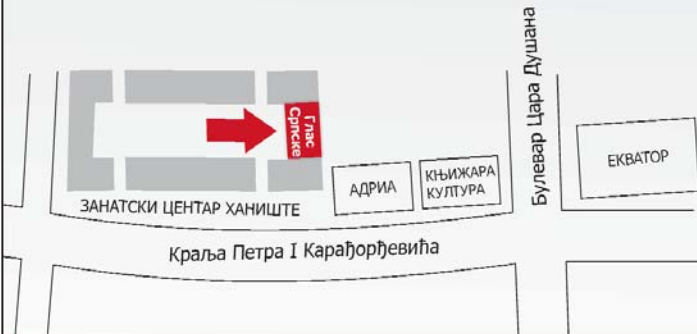 Глас
Српске
Булевар Цара Душана
АДРИА
КЊИЖАРА
КУЛТУРА
ЕКВАТОР
ЗАНАТСКИ ЦЕНТАР ХАНИШТЕ
Краља Петра I Карађорђевића